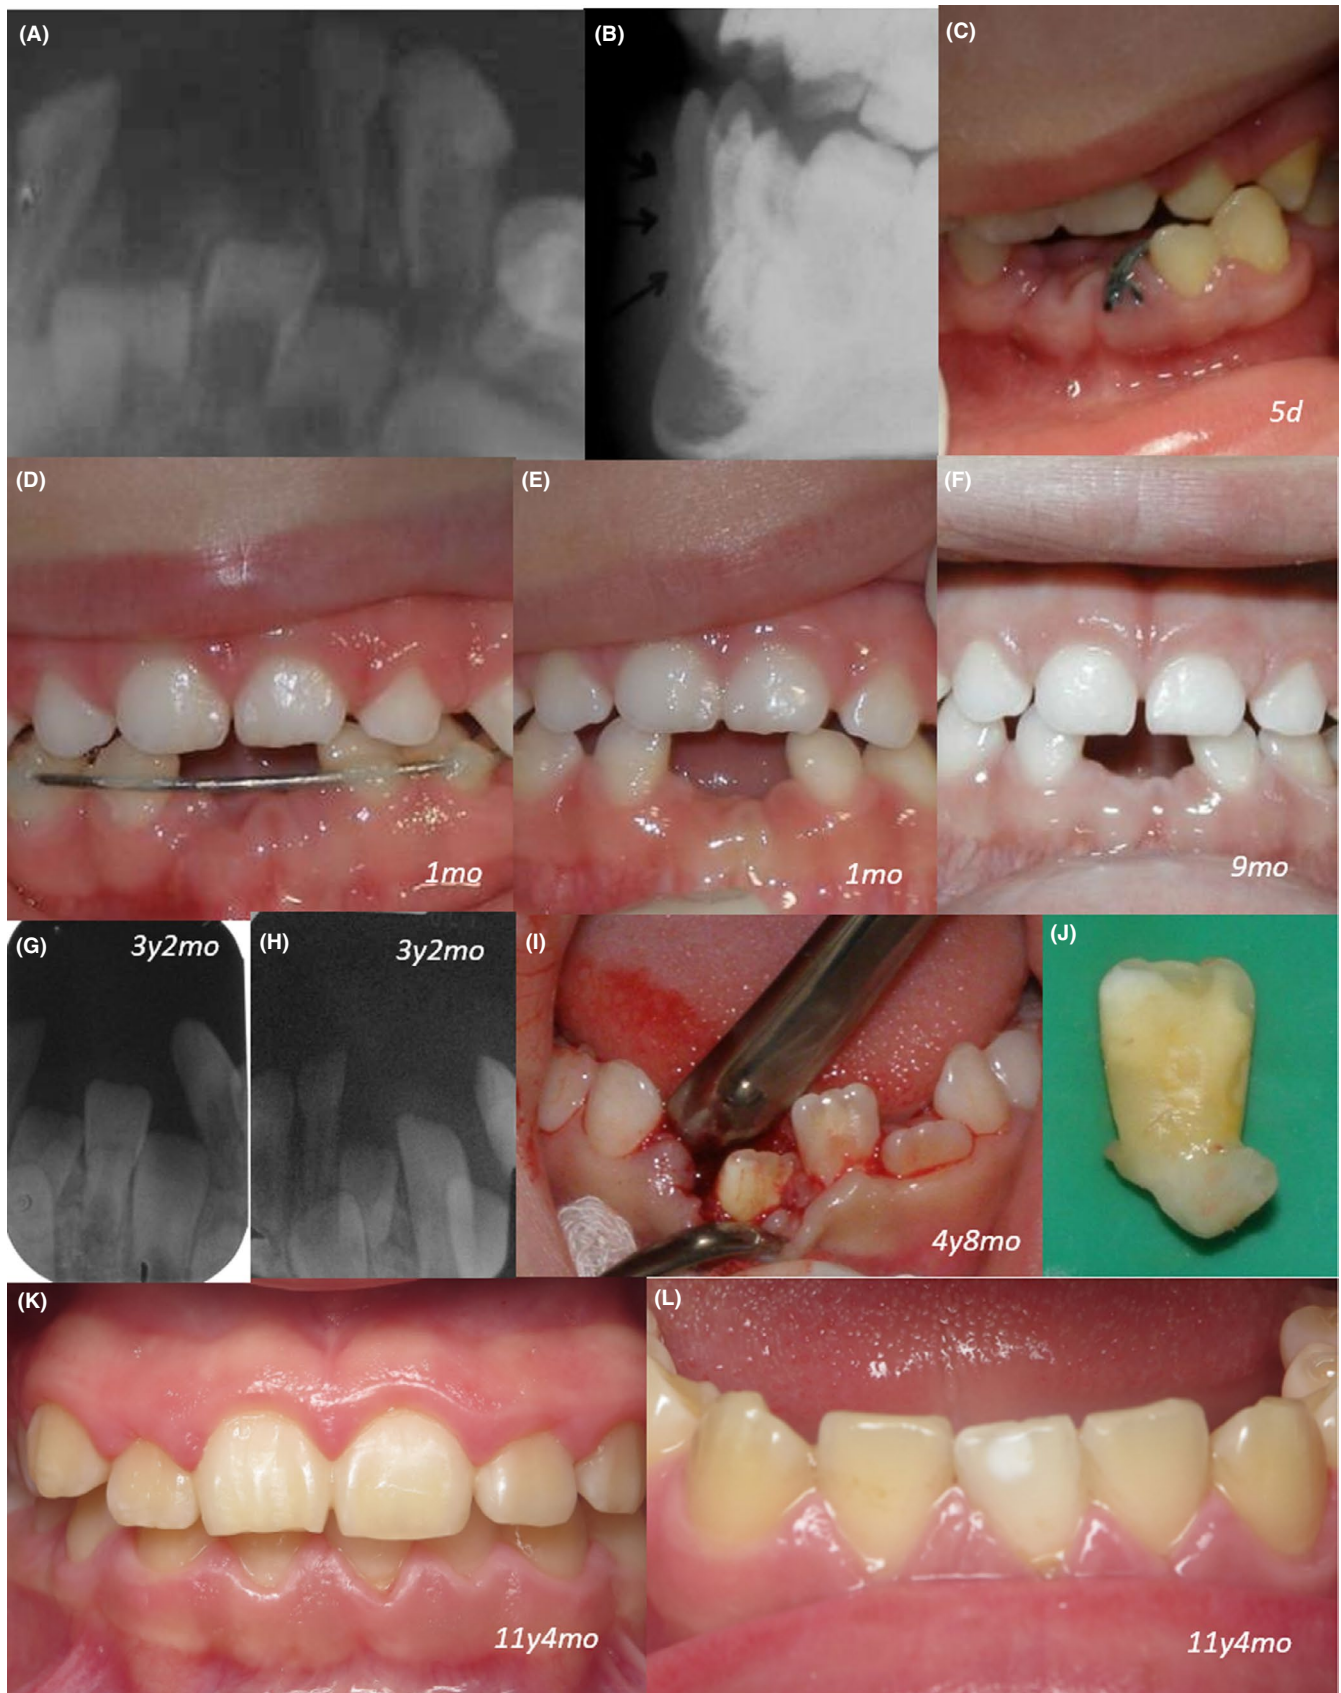 (A)
(B)
(C)
5d
(D)
1mo
(E)
1mo
(F)
9mo
(G)
3y2mo
(H)
3y2mo
(I)
4y8mo
(J)
(K)
11y4mo
(L)
11y4mo